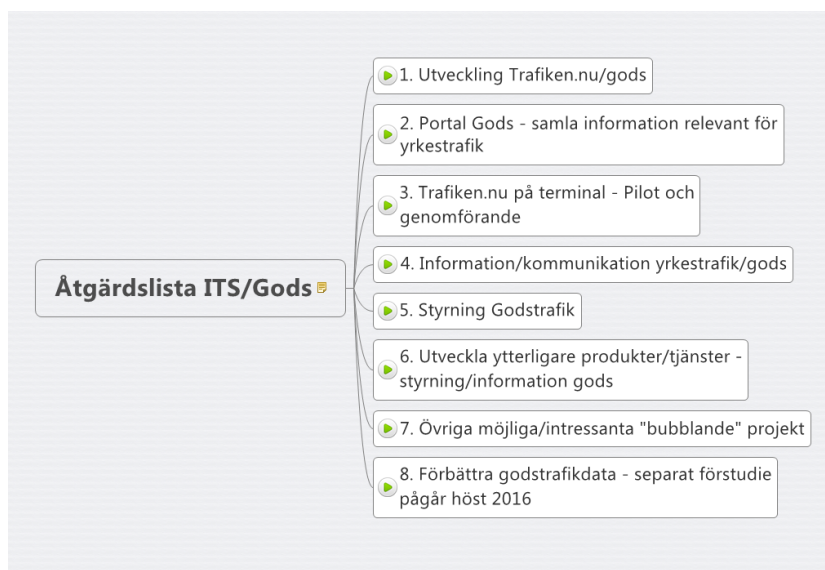 Åtgärdslista ITS/Gods
1. Utveckling Trafiken.nu/gods
2. Portal Gods - samla information relevant för
yrkestrafik
3. Trafiken.nu på terminal - Pilot och
genomförande
4. Information/kommunikation yrkestrafik/gods
5. Styrning Godstrafik
6. Utveckla ytterligare produkter/tjänster -
styrning/information gods
7. Övriga möjliga/intressanta "bubblande" projekt
8. Förbättra godstrafikdata - separat förstudie
pågår höst 2016